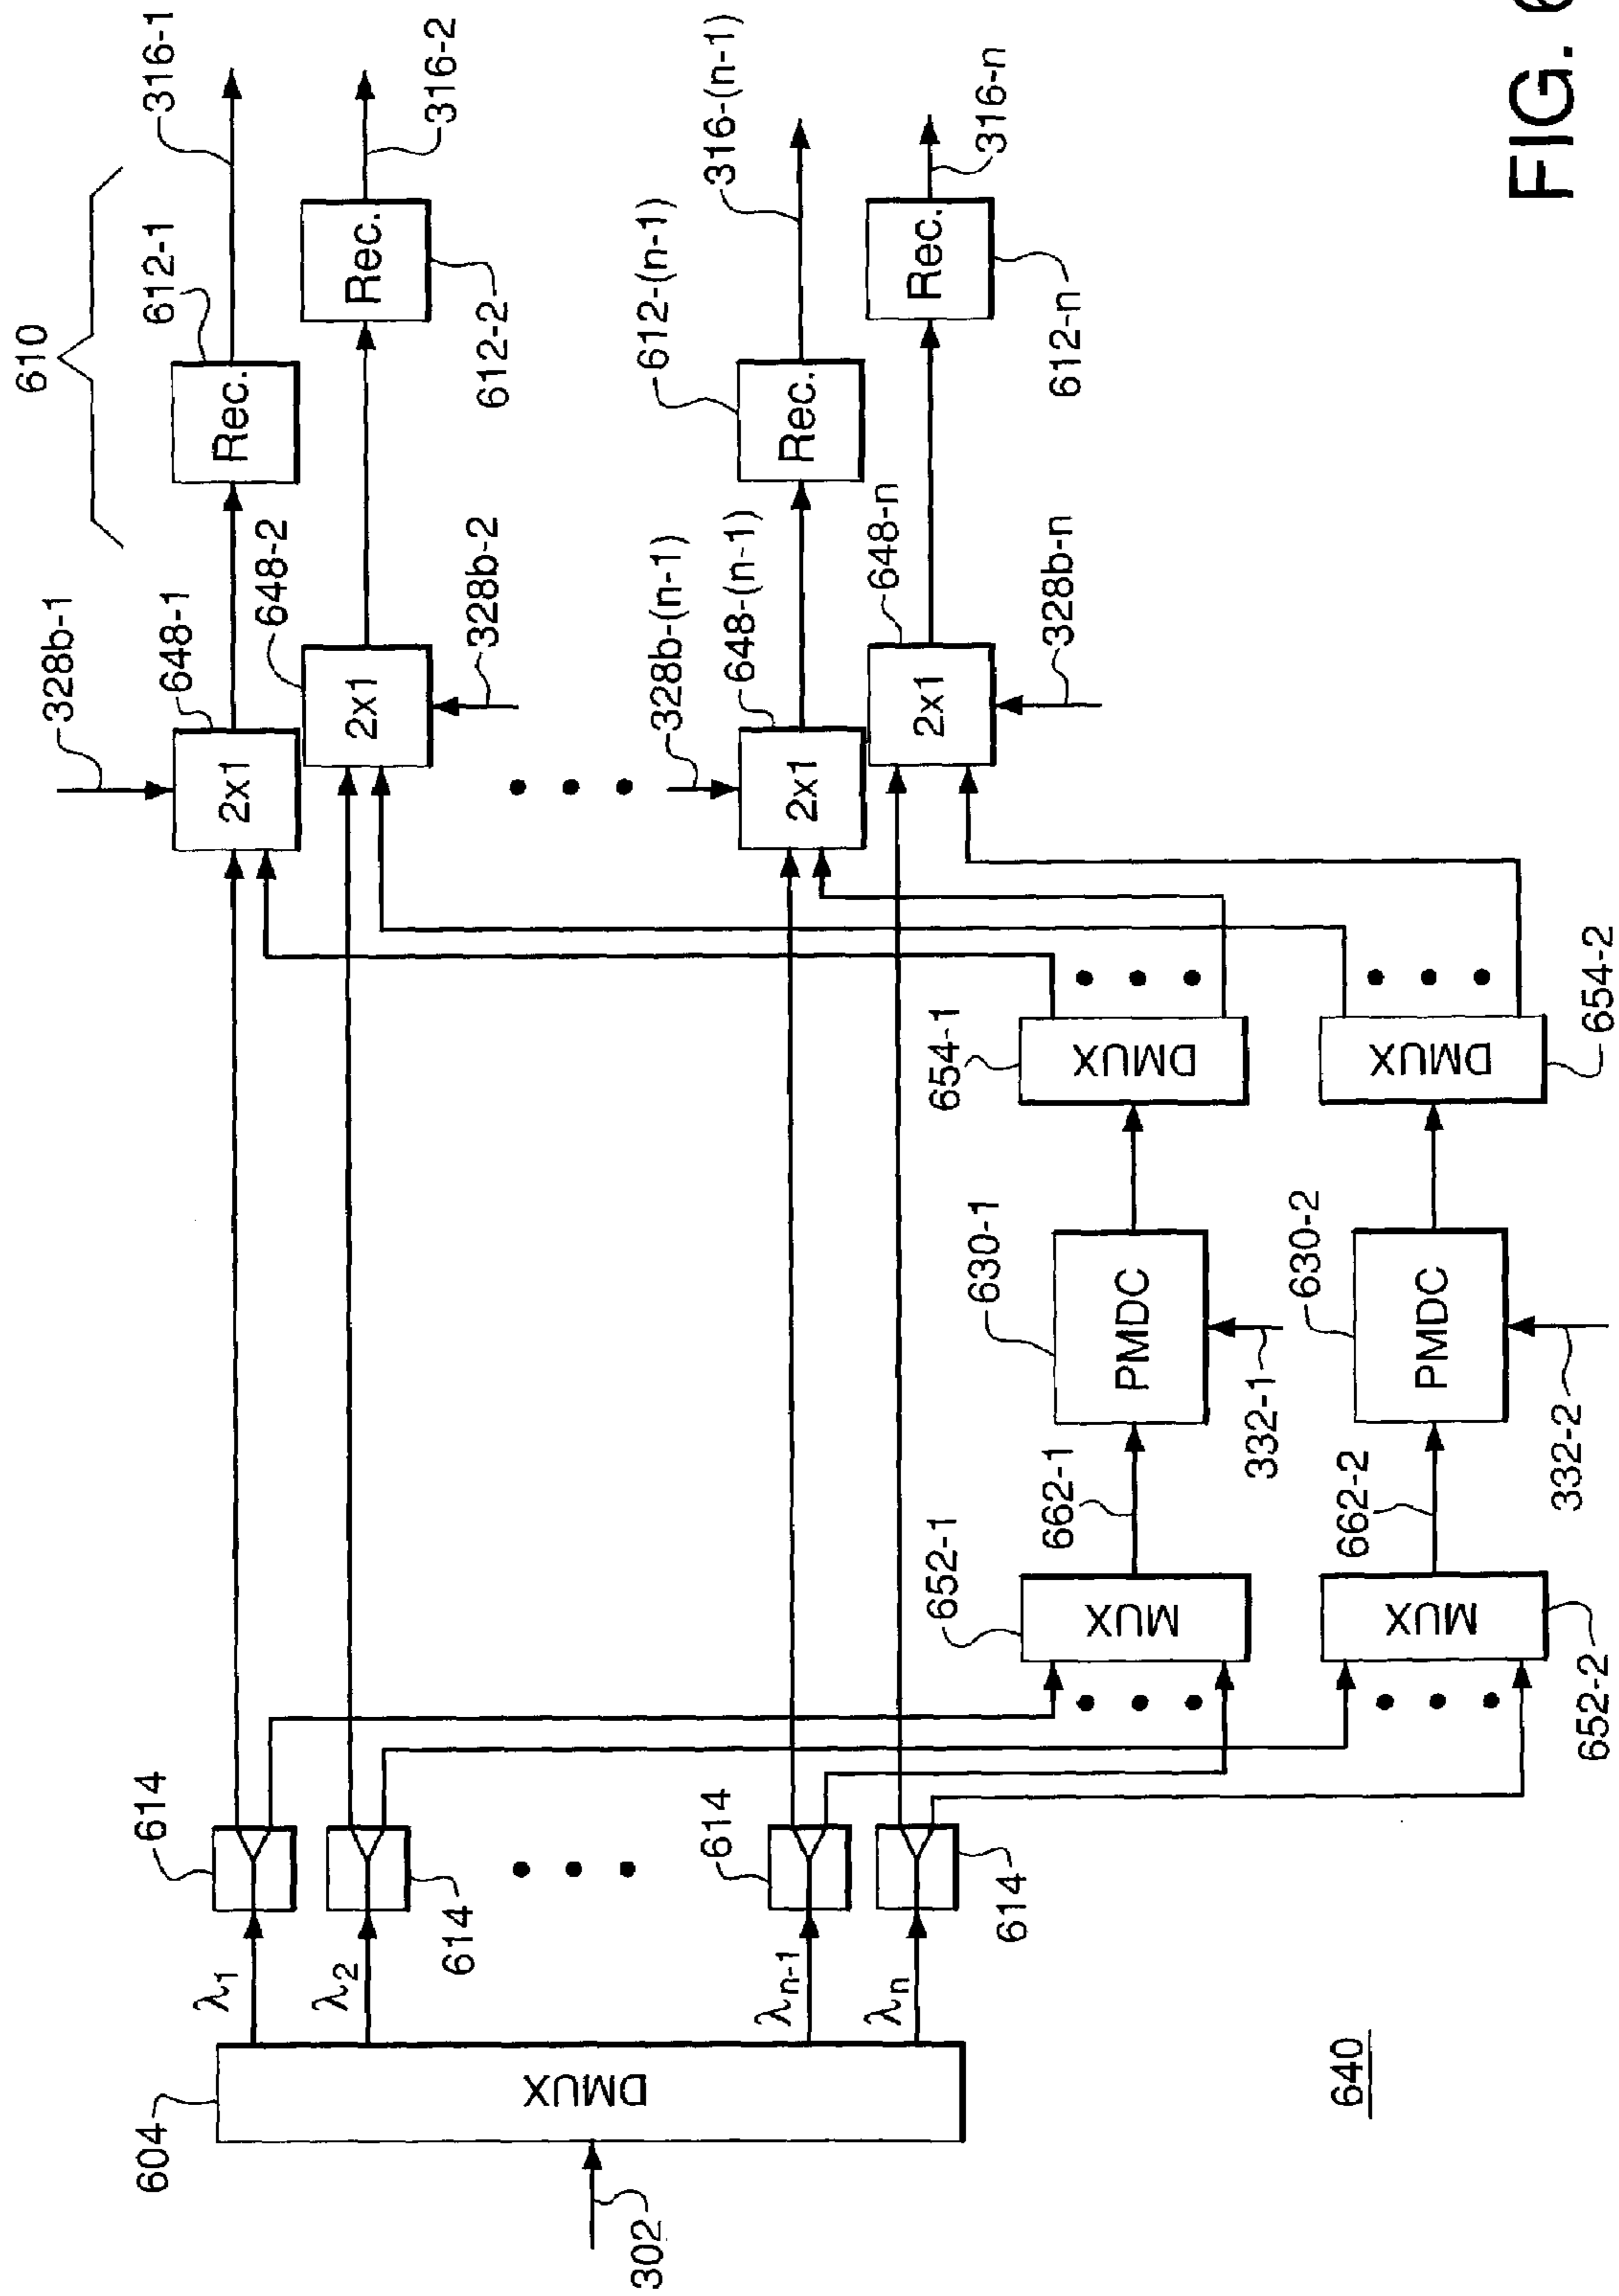 610
328b-1
648-1
612-1
316-1
2x1
Rec.
648-2
2x1
Rec.
316-2
328b-2
612-2
328b-(n-1)
648-(n-1)
612-(n-1)
316-(n-1)
2x1
Rec.
648-n
2x1
Rec.
316-n
328b-n
612-n
604
DMUX
302
λ1
614
λ2
614
λn-1
614
λn
614
652-1
MUX
662-1
630-1
PMDC
332-1
654-1
DMUX
652-2
MUX
662-2
630-2
PMDC
332-2
654-2
DMUX
640
FIG.